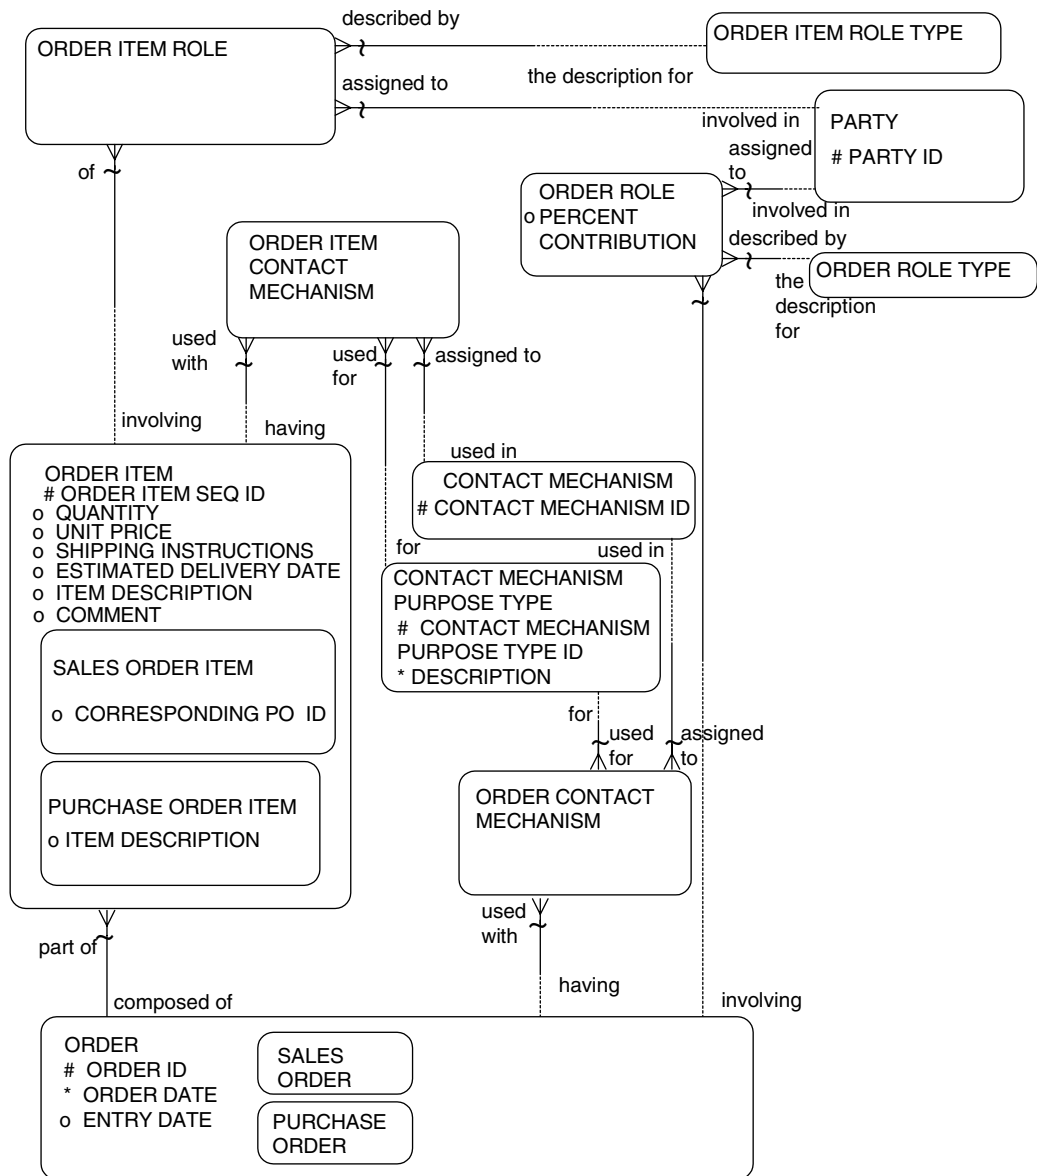 described by
ORDER ITEM ROLE
ORDER ITEM ROLE TYPE
assigned to
the description for
involved in
PARTY
# PARTY ID
of
assigned
to
ORDER ROLE
o PERCENT
CONTRIBUTION
involved in
described by
ORDER ROLE TYPE
the
description
for
ORDER ITEM
CONTACT
MECHANISM
used
with
used
for
assigned to
involving
having
used in
ORDER ITEM
# ORDER ITEM SEQ ID
o QUANTITY
o UNIT PRICE
o SHIPPING INSTRUCTIONS
o ESTIMATED DELIVERY DATE
o ITEM DESCRIPTION
o COMMENT
SALES ORDER ITEM
o CORRESPONDING PO ID
PURCHASE ORDER ITEM
o ITEM DESCRIPTION
CONTACT MECHANISM
# CONTACT MECHANISM ID
for
used in
CONTACT MECHANISM
PURPOSE TYPE
# CONTACT MECHANISM
PURPOSE TYPE ID
* DESCRIPTION
for
used
for
assigned
to
ORDER CONTACT
MECHANISM
used
with
part of
composed of
having
involving
ORDER
# ORDER ID
* ORDER DATE
o ENTRY DATE
SALES
ORDER
PURCHASE
ORDER